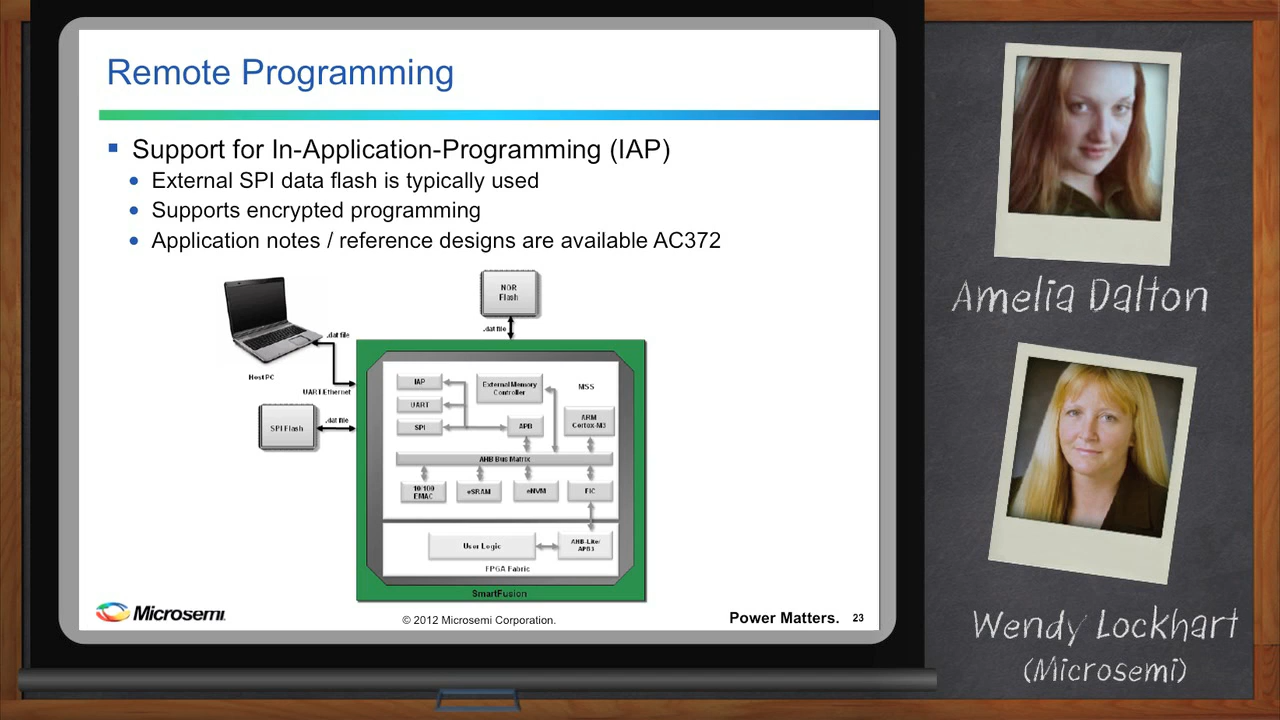 Remote Programming
Support for In-Application-Programming (IAP)
External SPI data flash is typically used
Supports encrypted programming
Application notes / reference designs are available AC372
NOR
Flash
.dat file
.dat file
Host PC
UART.Ethernet
.dat file
SPI Flash
IAP
External Memory
Controller
MSS
UART
SPI
APB
ARM
Cortex-M3
AHB Bus Matrix
10/100
EMAC
eSRAM
eNVM
FIC
User Logic
AHB-Lite/
APB3
FPGA Fabric
SmartFusion
Microsemi.
© 2012 Microsemi Corporation.
Power Matters.
23
Amelia Dalton
Wendy Lockhart
(Microsemi)